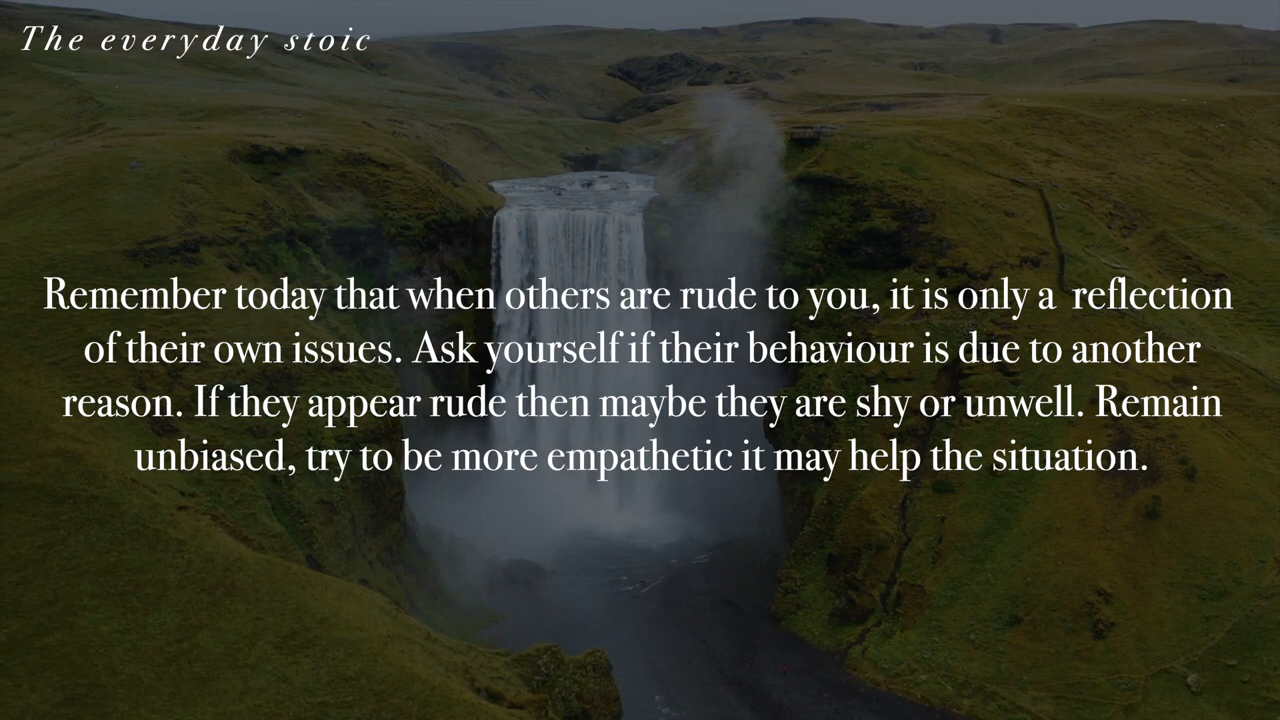 The everyday stoic
Remember today that when others are rude to you, it is only a reflection
of their own issues. Ask yourself if their behaviour is due to another
reason. If they appear rude then maybe they are shy or unwell. Remain
unbiased, try to be more empathetic it may help the situation.